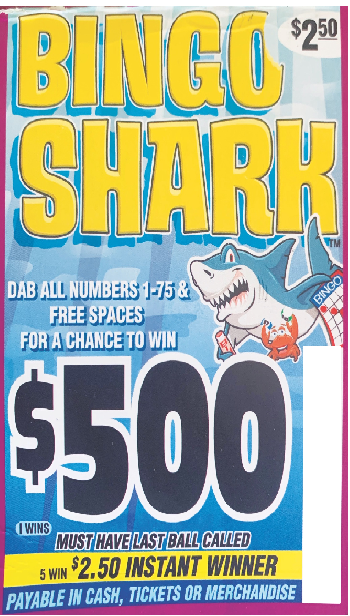 $2.50
BINGO
SHARK
TM
BINGO
DAB ALL NUMBERS 1-75 &
FREE SPACES
FOR A CHANCE TO WIN
$500
1 WINS
MUST HAVE LAST BALL CALLED
5 WIN $2.50 INSTANT WINNER
PAYABLE IN CASH, TICKETS OR MERCHANDISE